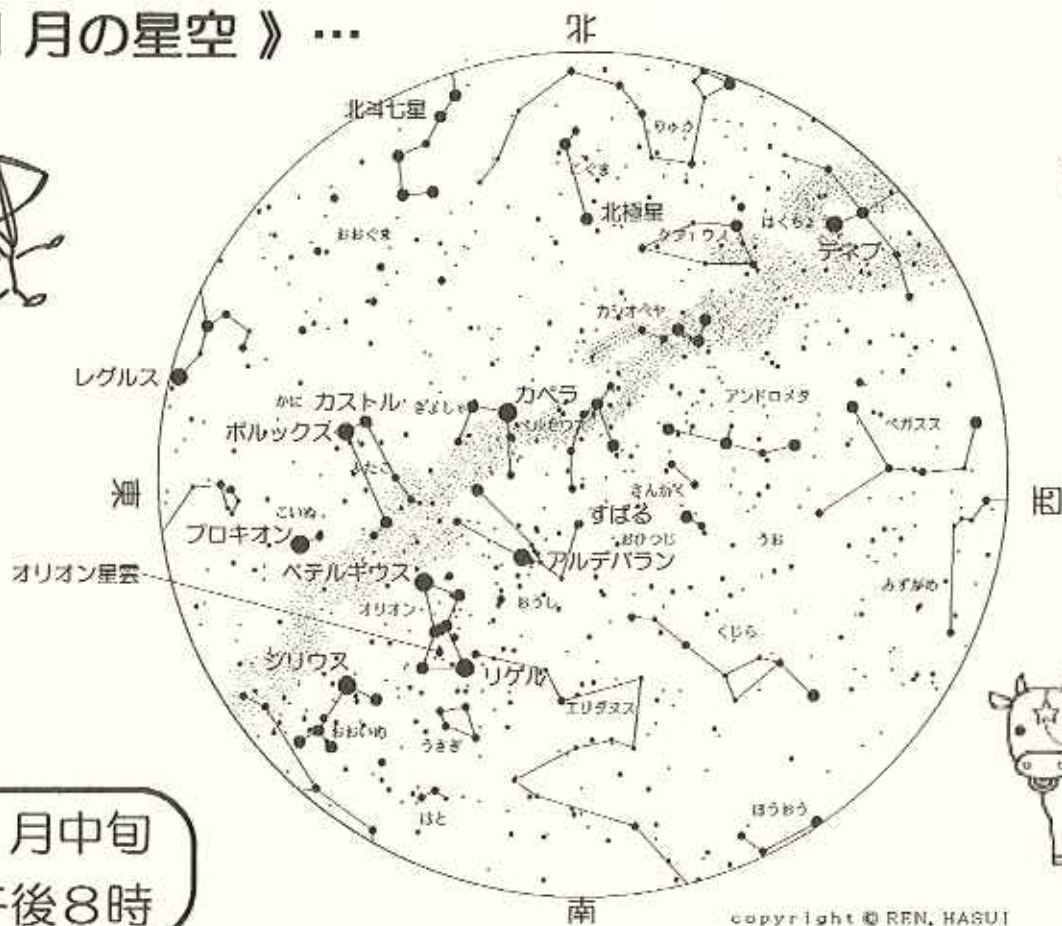 月の星空 》 …
北
北斗七星
りゅう
こぐま
北極星
おおぐま
ケフェウス
はくちょ
デネブ
カシオペヤ
レグルス
かに
カストル
ぎょしゃ
カペラ
アンドロメダ
ポルックス
ペルセウス
ペガスス
ふたご
東
西
さんかく
こいぬ
すばる
プロキオン
おひつじ
うお
アルデバラン
オリオン星雲
ベテルギウス
みずがめ
オリオン
おうし
くじら
シリウス
リゲル
エリダヌス
おおいぬ
うさぎ
はと
ほうおう
月中旬
午後8時
南
copyright © REN, HASUI